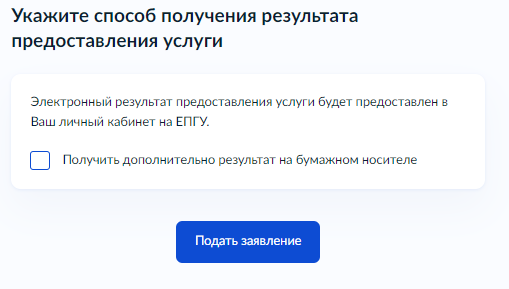 Укажите способ получения результата
предоставления услуги
Электронный результат предоставления услуги будет предоставлен в
Ваш личный кабинет на ЕПГУ.
Получить дополнительно результат на бумажном носителе
Подать заявление